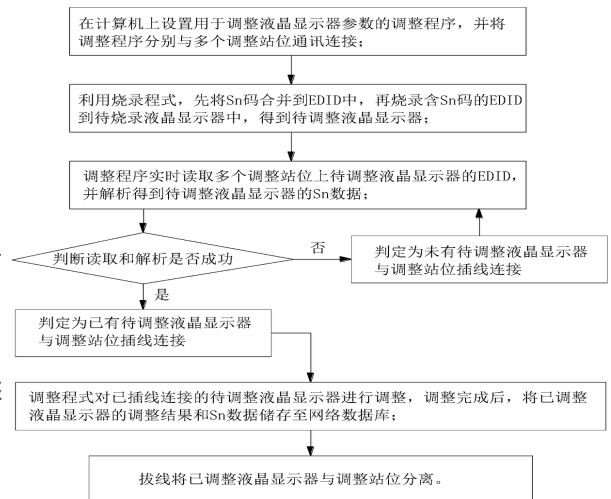 在计算机上设置用于调整液晶显示器参数的调整程序，并将
调整程序分别与多个调整站位通讯连接；
利用烧录程式，先将Sn码合并到EDID中，再烧录含Sn码的EDID
到待烧录液晶显示器中，得到待调整液晶显示器；
调整程序实时读取多个调整站位上待调整液晶显示器的EDID，
并解析得到待调整液晶显示器的Sn数据；
判断读取和解析是否成功
否
判定为未有待调整液晶显示器
与调整站位插线连接
是
判定为已有待调整液晶显示器
与调整站位插线连接
调整程式对已插线连接的待调整液晶显示器进行调整，调整完成后，将已调整
液晶显示器的调整结果和Sn数据储存至网络数据库；
拔线将已调整液晶显示器与调整站位分离。